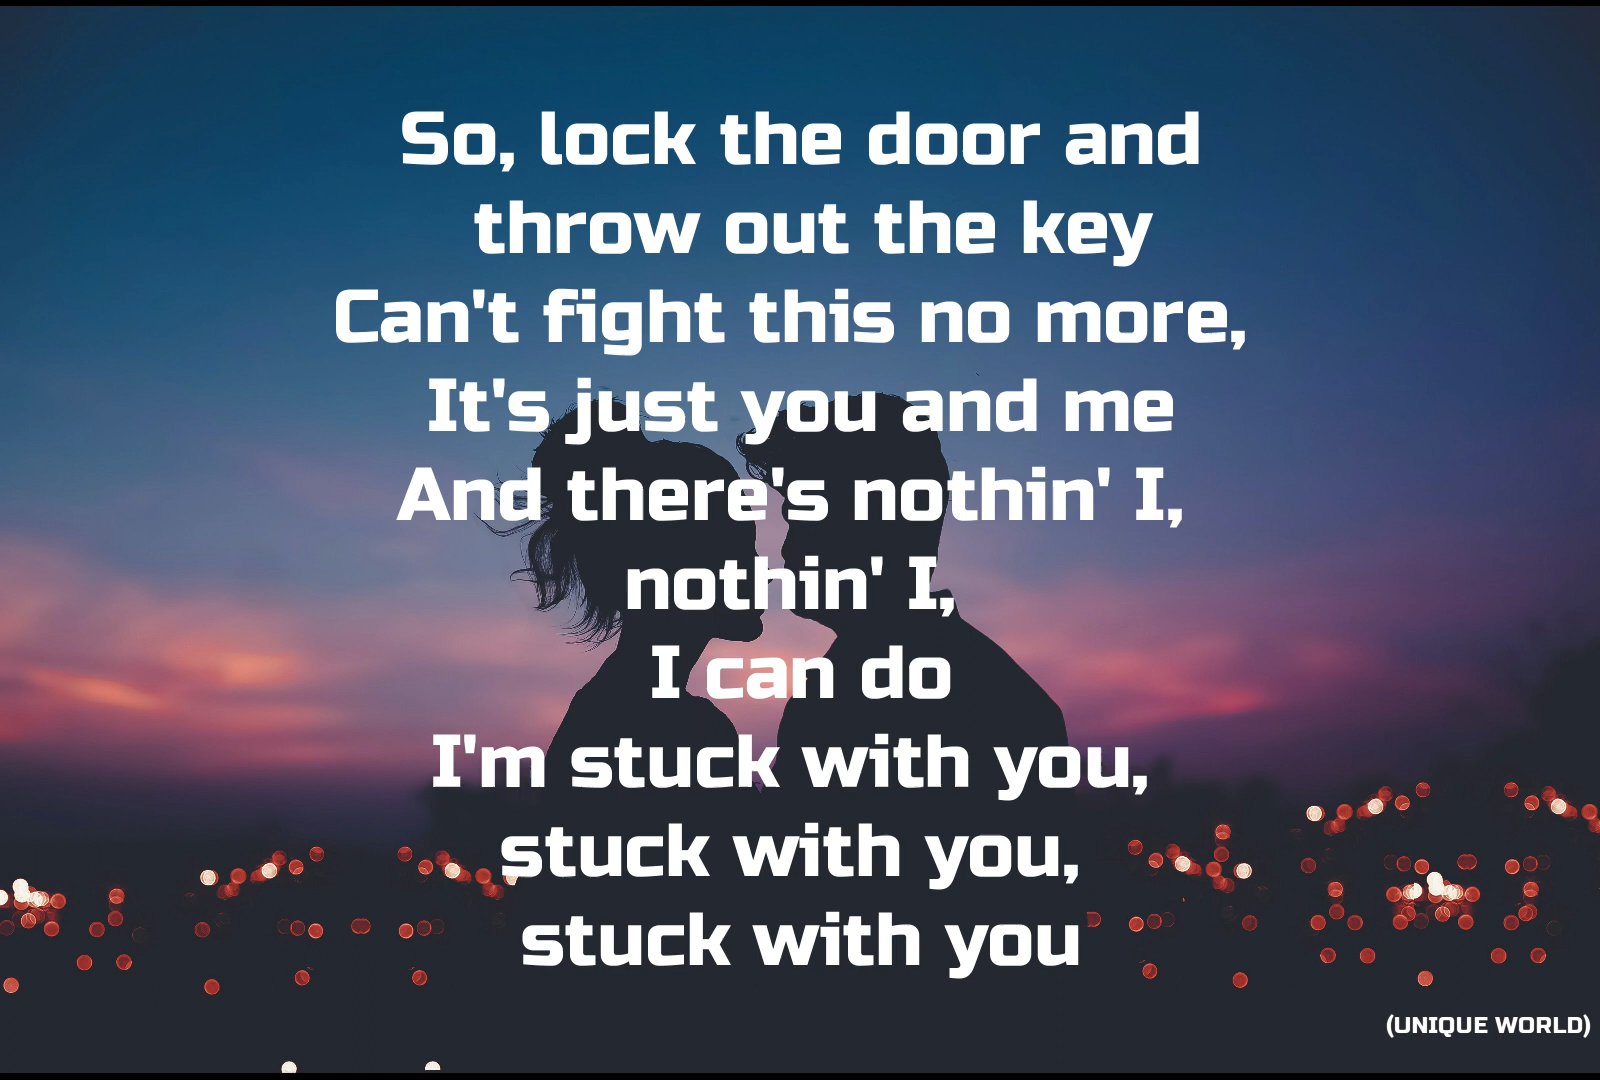 So, lock the door and
throw out the key
Can't fight this no more,
It's just you and me
And there's nothin' I,
nothin' I,
I can do
I'm stuck with you,
stuck with you,
stuck with you
(UNIQUE WORLD)